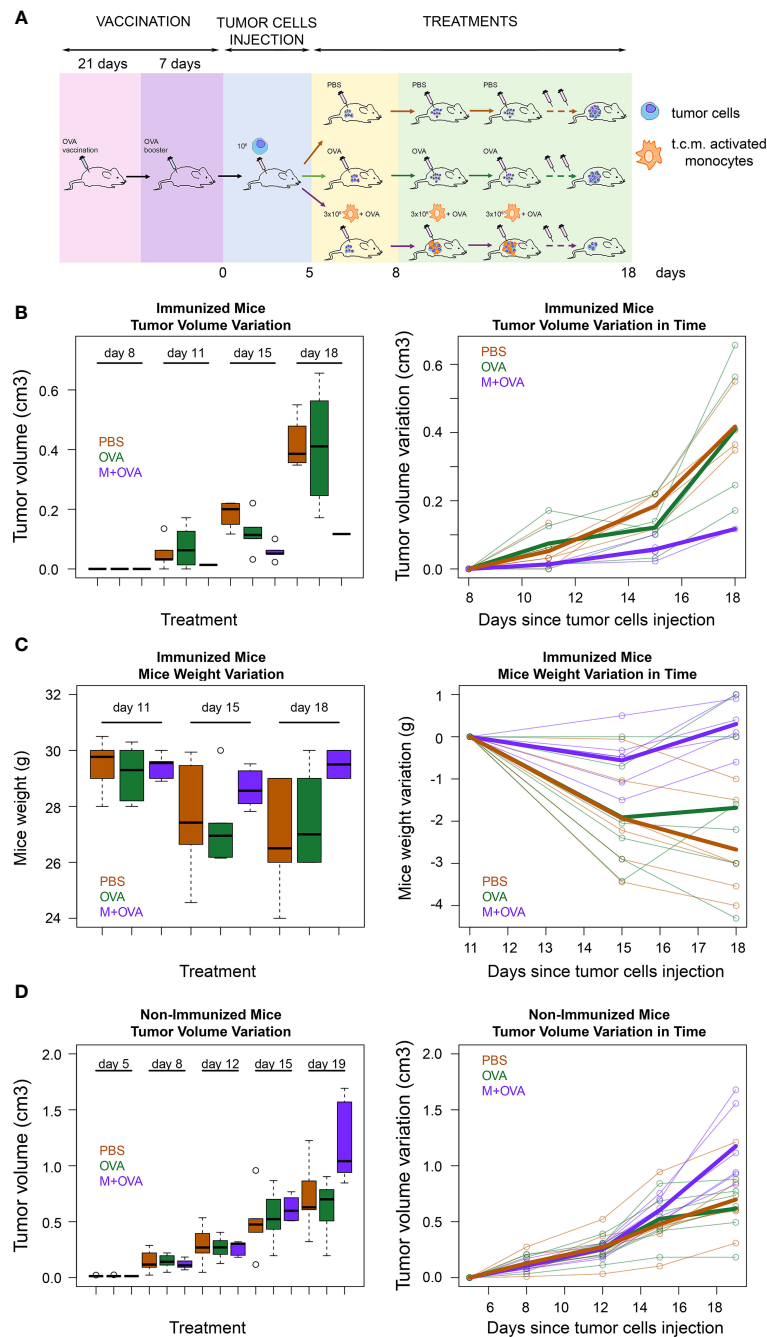 A
VACCINATION
TUMOR CELLS
INJECTION
TREATMENTS
21 days
7 days
OVA
vaccination
OVA
booster
10⁶
PBS
PBS
PBS
OVA
OVA
OVA
3x10⁶ + OVA
3x10⁶ + OVA
3x10⁶ + OVA
tumor cells
t.c.m. activated
monocytes
0
5
8
18
days
B
Immunized Mice
Tumor Volume Variation
day 8
day 11
day 15
day 18
Tumor volume (cm3)
0.6
0.4
0.2
0.0
PBS
OVA
M+OVA
Treatment
Immunized Mice
Tumor Volume Variation in Time
PBS
OVA
M+OVA
Tumor volume variation (cm3)
0.6
0.4
0.2
0.0
8 10 12 14 16 18
Days since tumor cells injection
C
Immunized Mice
Mice Weight Variation
day 11
day 15
day 18
Mice weight (g)
32
30
28
26
24
PBS
OVA
M+OVA
Treatment
Immunized Mice
Mice Weight Variation in Time
Mice weight variation (g)
1
0
-1
-2
-3
-4
PBS
OVA
M+OVA
11 12 13 14 15 16 17 18
Days since tumor cells injection
D
Non-Immunized Mice
Tumor Volume Variation
day 5
day 8
day 12
day 15
day 19
Tumor volume (cm3)
2.0
1.5
1.0
0.5
0.0
PBS
OVA
M+OVA
Treatment
Non-Immunized Mice
Tumor Volume Variation in Time
PBS
OVA
M+OVA
Tumor volume variation (cm3)
2.0
1.5
1.0
0.5
0.0
6 8 10 12 14 16 18
Days since tumor cells injection